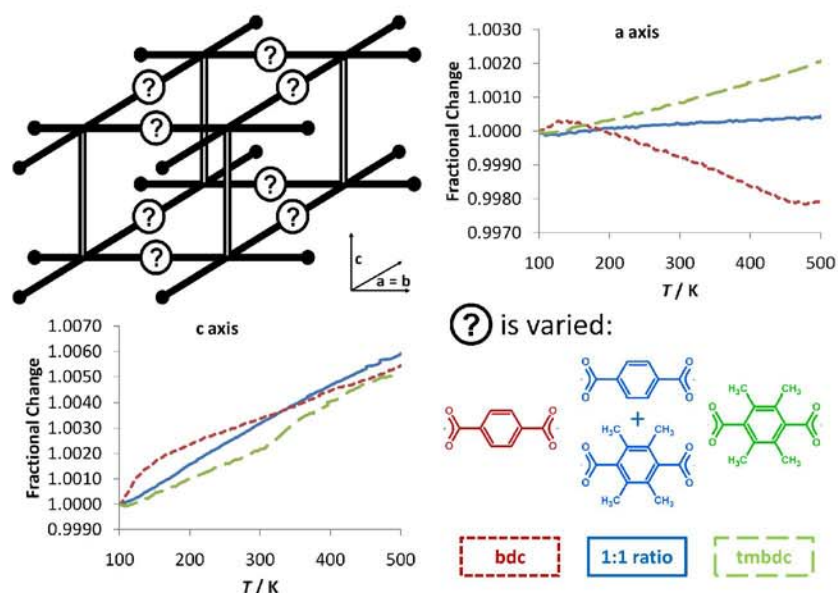 ?
?
?
?
?
?
?
?
c
a = b
a axis
Fractional Change
1.0030
1.0020
1.0010
1.0000
0.9990
0.9980
0.9970
100 200 300 400 500
T / K
c axis
Fractional Change
1.0070
1.0060
1.0050
1.0040
1.0030
1.0020
1.0010
1.0000
0.9990
100 200 300 400 500
T / K
? is varied:
O O
O O
O O
O O
+
H₃C CH₃
O O
O O
H₃C CH₃
H₃C CH₃
O O
O O
H₃C CH₃
bdc
1:1 ratio
tmbdc